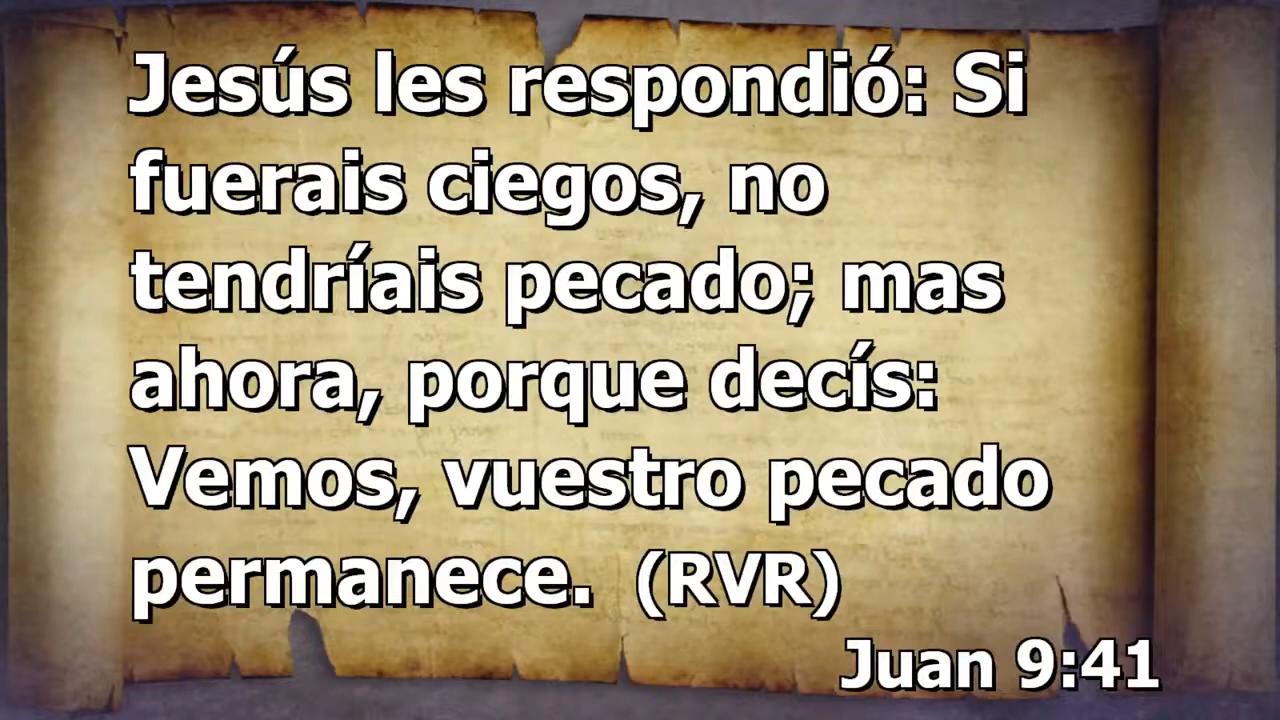 Jesús les respondió: Si
fuerais ciegos, no
tendríais pecado; mas
ahora, porque decís:
Vemos, vuestro pecado
permanece. (RVR)
Juan 9:41